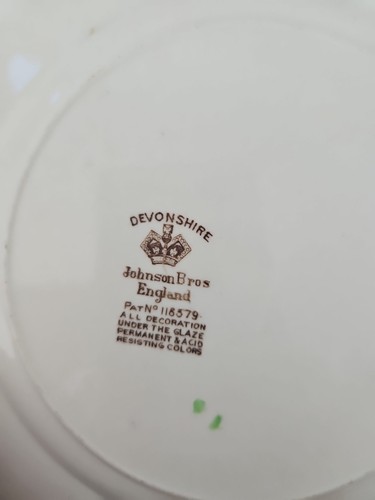 DEVONSHIRE
Johnson Bros
England
PAT Nº 118579.
ALL DECORATION
UNDER THE GLAZE
PERMANENT & ACID
RESISTING COLORS